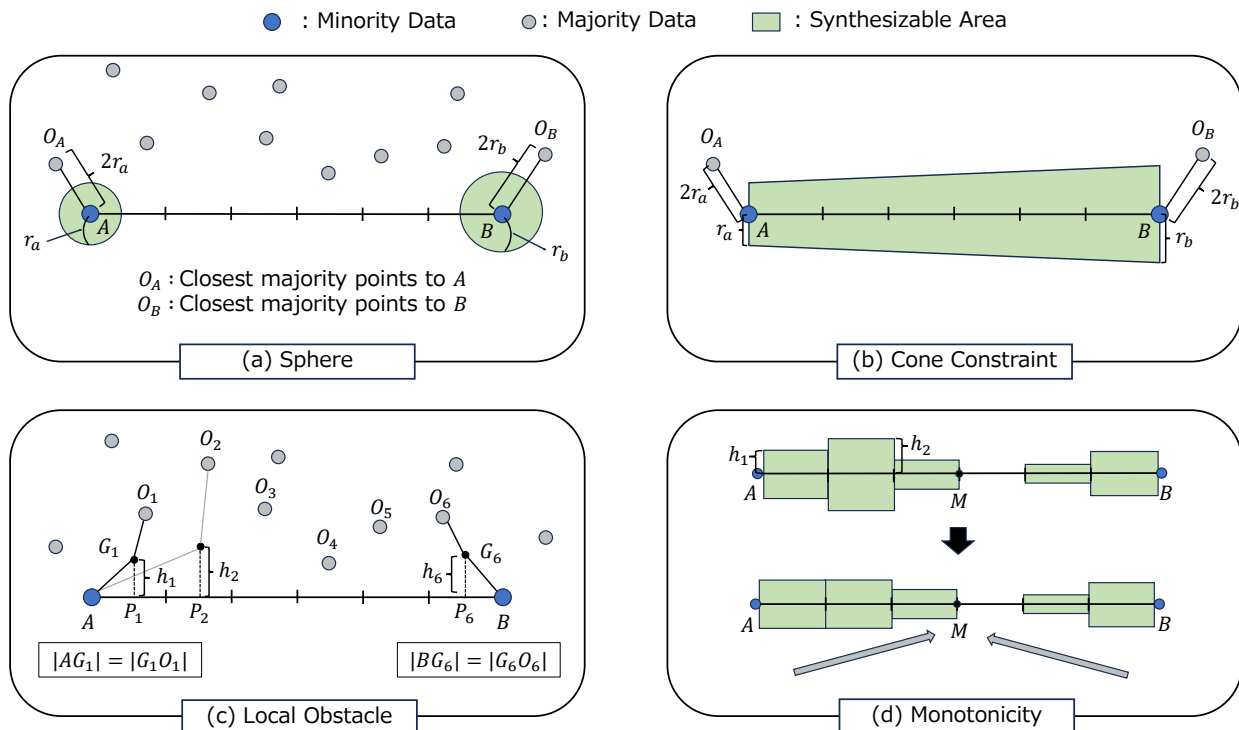 : Minority Data : Majority Data : Synthesizable Area
O_A 2r_a 2r_b O_B
A B
r_a r_b
O_A : Closest majority points to A
O_B : Closest majority points to B
(a) Sphere
O_A O_B
2r_a 2r_b
r_a A B r_b
(b) Cone Constraint
O_2
O_1 O_3 O_5 O_6
O_4
G_1 G_6
h_1 h_2 h_6
A P_1 P_2 P_6 B
|AG_1| = |G_1O_1| |BG_6| = |G_6O_6|
(c) Local Obstacle
h_1 h_2
A M B
A M B
(d) Monotonicity